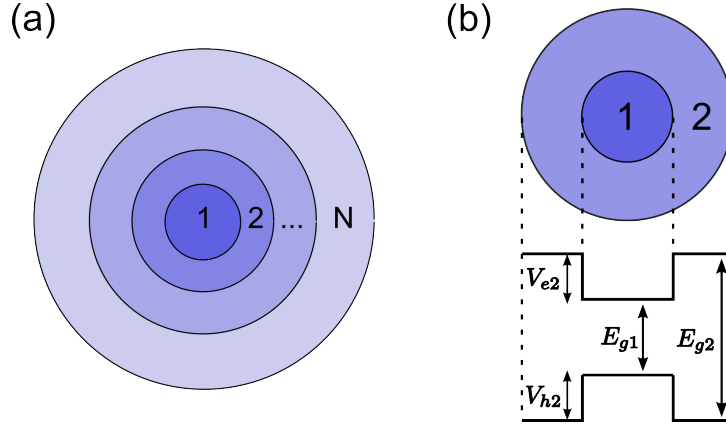 (a)
(b)
1
2
...
N
1
2
V_{e2}
E_{g1}
E_{g2}
V_{h2}